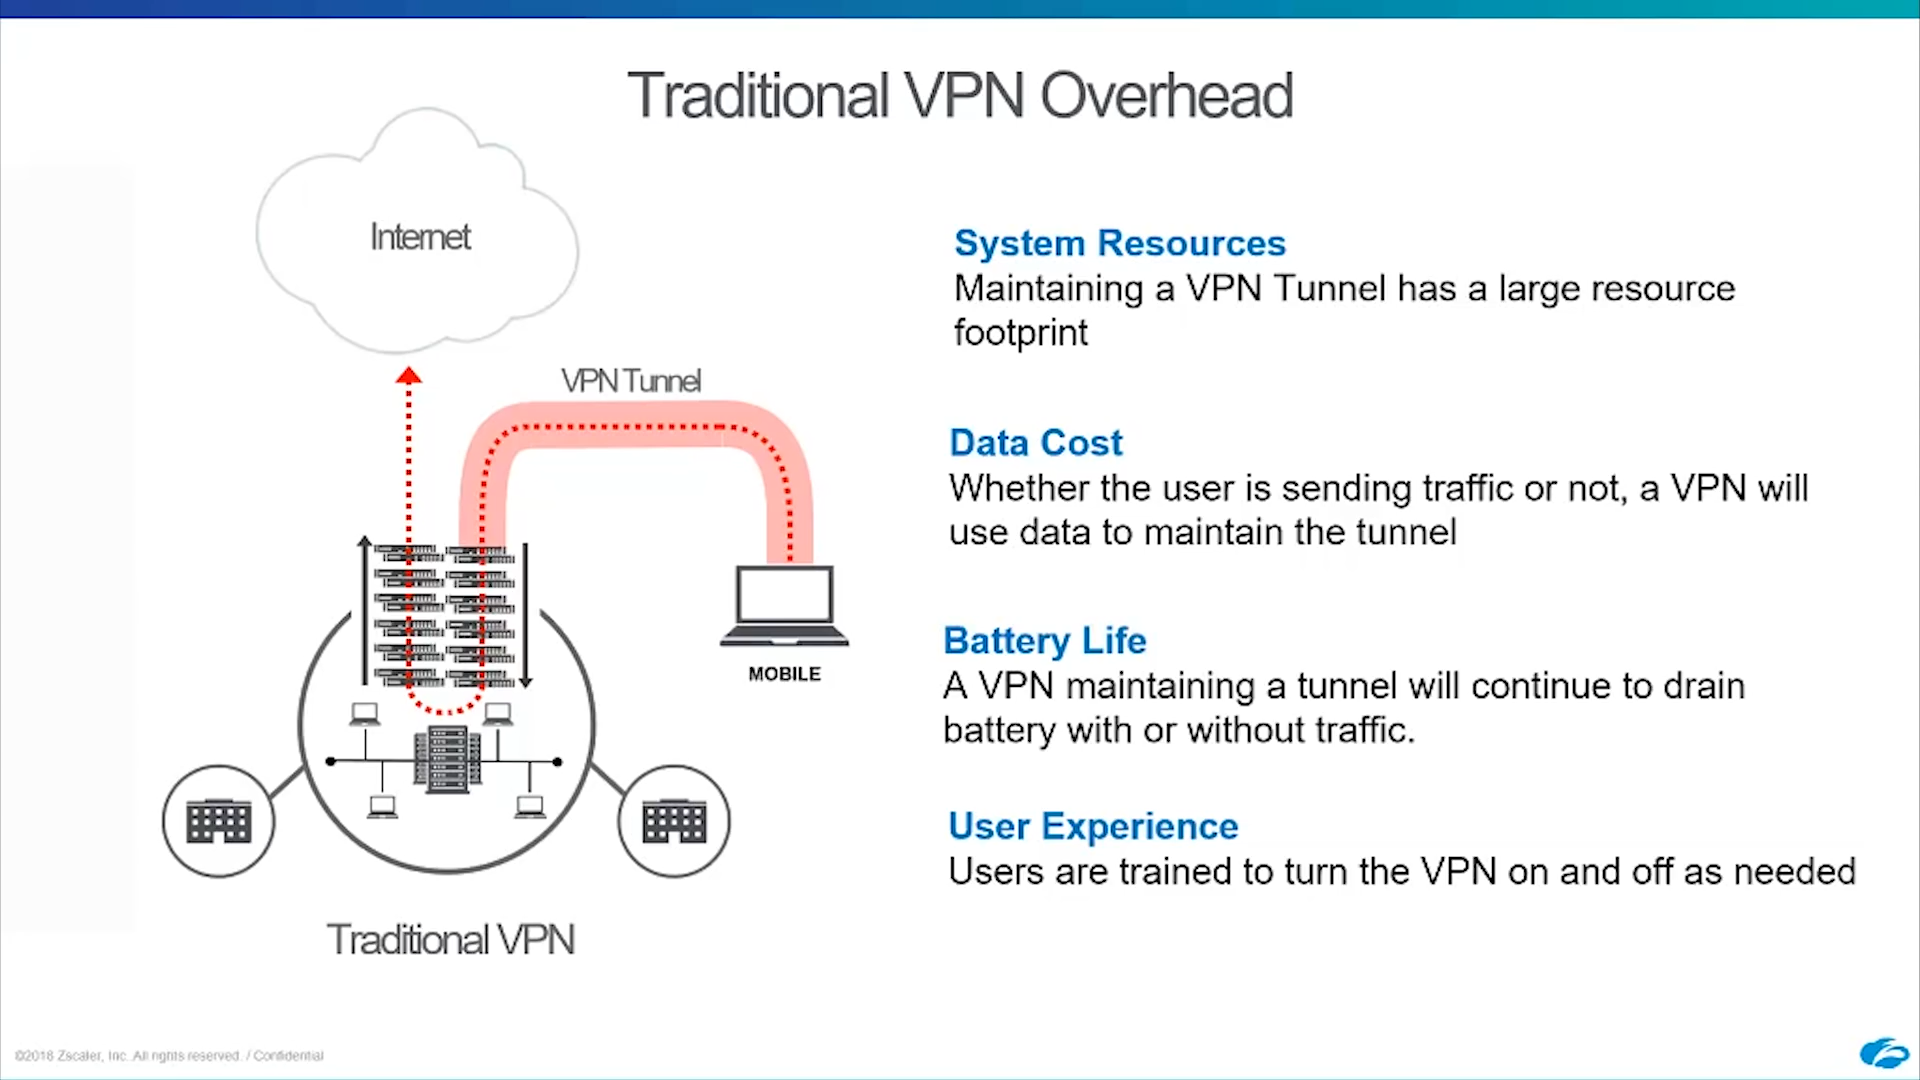 Traditional VPN Overhead
Internet
VPN Tunnel
MOBILE
Traditional VPN
System Resources
Maintaining a VPN Tunnel has a large resource
footprint
Data Cost
Whether the user is sending traffic or not, a VPN will
use data to maintain the tunnel
Battery Life
A VPN maintaining a tunnel will continue to drain
battery with or without traffic.
User Experience
Users are trained to turn the VPN on and off as needed
©2018 Zscaler, Inc. All rights reserved. / Confidential